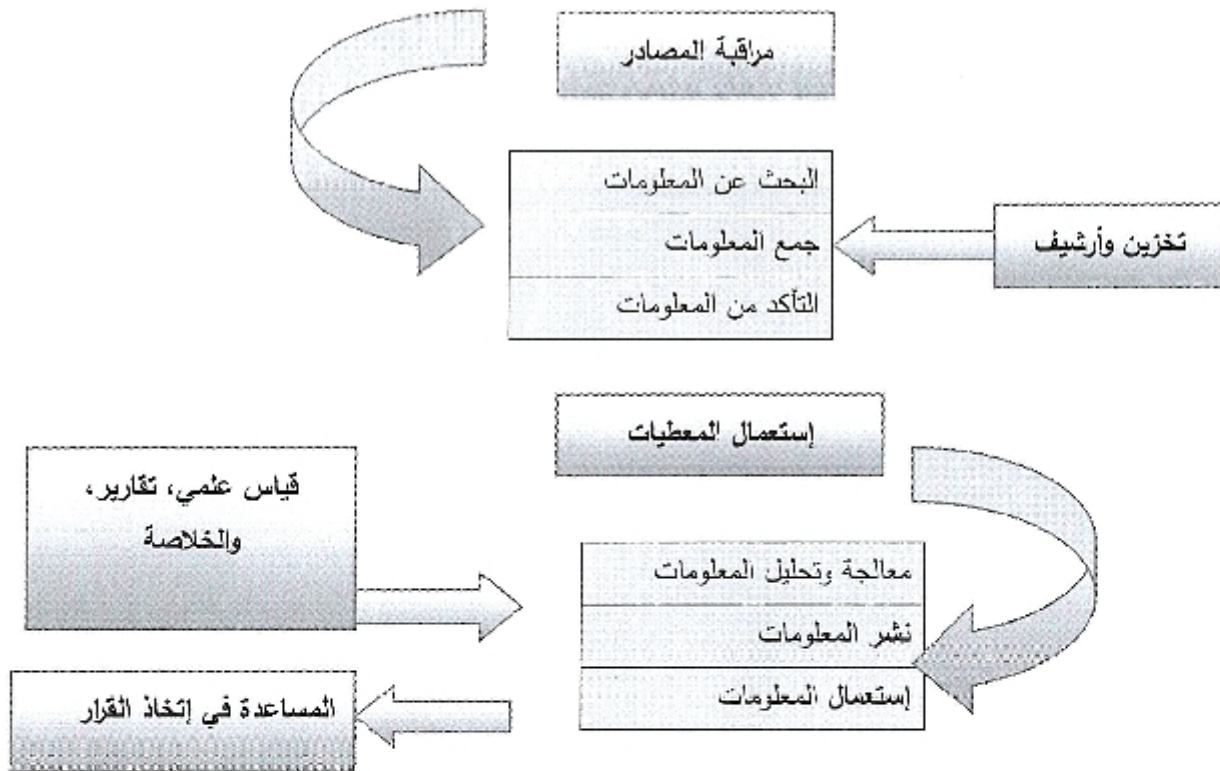 مراقبة المصادر
البحث عن المعلومات
جمع المعلومات
التأكد من المعلومات
تخزين وأرشيف
إستعمال المعطيات
قياس علمي، تقارير،
والخلاصة
معالجة وتحليل المعلومات
نشر المعلومات
إستعمال المعلومات
المساعدة في إتخاذ القرار